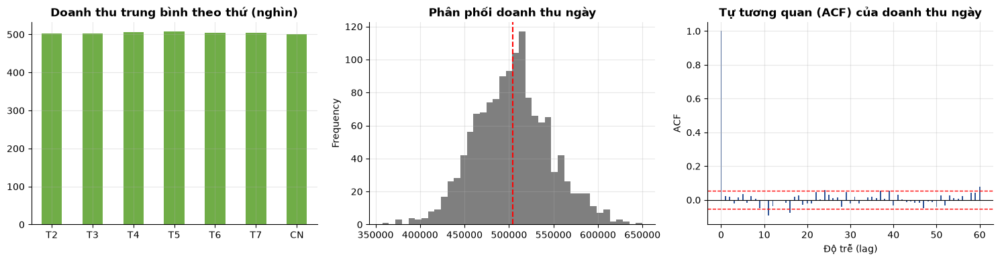 Doanh thu trung bình theo thứ (nghìn)
500
400
300
200
100
0
T2 T3 T4 T5 T6 T7 CN
Phân phối doanh thu ngày
Frequency
120
100
80
60
40
20
0
350000 400000 450000 500000 550000 600000 650000
Tự tương quan (ACF) của doanh thu ngày
ACF
1.0
0.8
0.6
0.4
0.2
0.0
0 10 20 30 40 50 60
Độ trễ (lag)